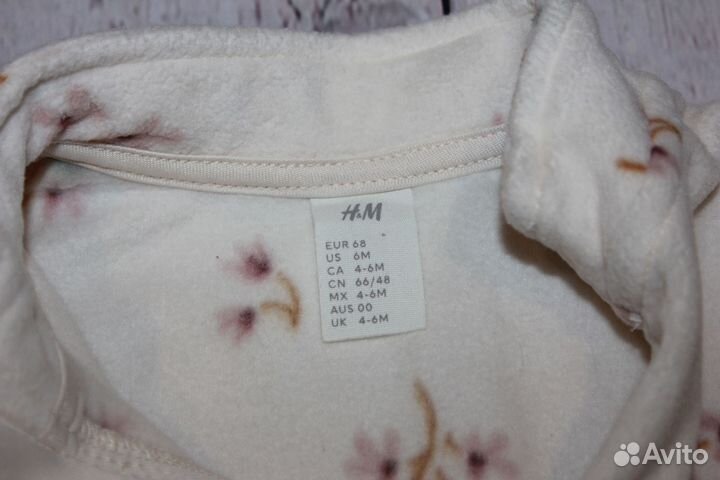 H&M
EUR 68
US 6M
CA 4-6M
CN 66/48
MX 4-6M
AUS 00
UK 4-6M
Avito